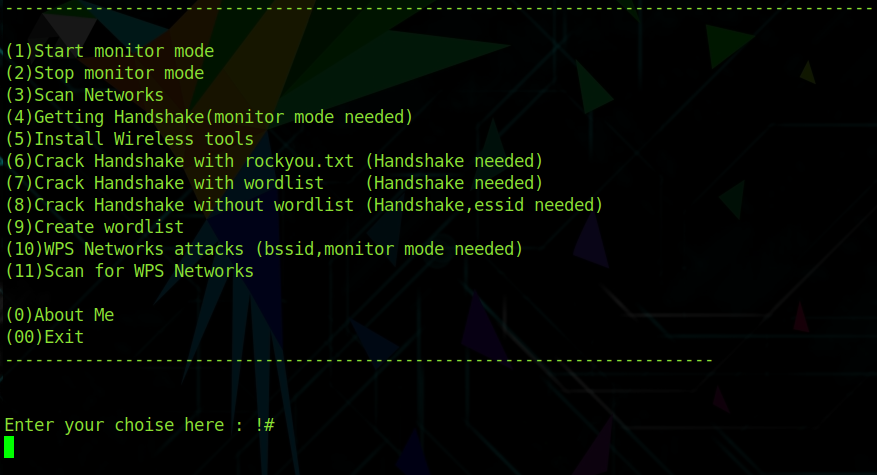 ---------------------------------------------------------------------------------------
(1)Start monitor mode
(2)Stop monitor mode
(3)Scan Networks
(4)Getting Handshake(monitor mode needed)
(5)Install Wireless tools
(6)Crack Handshake with rockyou.txt (Handshake needed)
(7)Crack Handshake with wordlist    (Handshake needed)
(8)Crack Handshake without wordlist (Handshake,essid needed)
(9)Create wordlist
(10)WPS Networks attacks (bssid,monitor mode needed)
(11)Scan for WPS Networks
(0)About Me
(00)Exit
-----------------------------------------------------------------------
Enter your choise here : !#